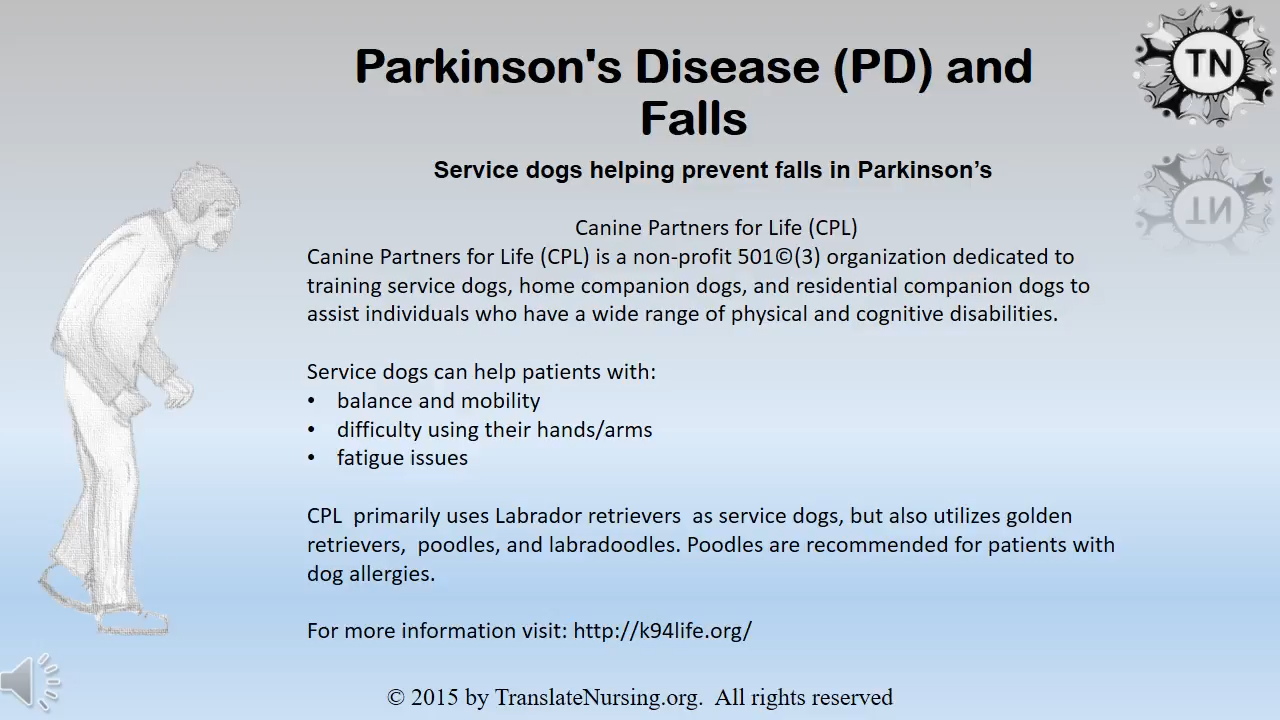 Parkinson's Disease (PD) and
Falls
TN
Service dogs helping prevent falls in Parkinson’s
TN
Canine Partners for Life (CPL)
Canine Partners for Life (CPL) is a non-profit 501©(3) organization dedicated to
training service dogs, home companion dogs, and residential companion dogs to
assist individuals who have a wide range of physical and cognitive disabilities.
Service dogs can help patients with:
• balance and mobility
• difficulty using their hands/arms
• fatigue issues
CPL  primarily uses Labrador retrievers  as service dogs, but also utilizes golden
retrievers,  poodles, and labradoodles. Poodles are recommended for patients with
dog allergies.
For more information visit: http://k94life.org/
© 2015 by TranslateNursing.org.  All rights reserved